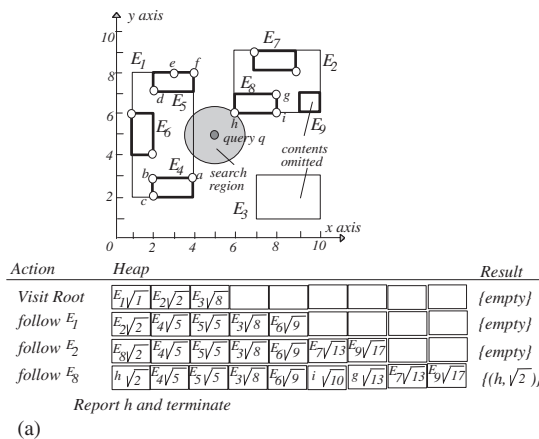 y axis
10
E1
e
f
E7
E2
8
d
E5
E8
g
6
E6
h
i
E9
query q
4
b
E4
a
search
region
contents
omitted
2
c
E3
x axis
0
2
4
6
8
10
Action Heap Result
Visit Root E1√1 E2√2 E3√8 {empty}
follow E1 E2√2 E4√5 E5√5 E3√8 E6√9 {empty}
follow E2 E8√2 E4√5 E5√5 E3√8 E6√9 E7√13 E9√17 {empty}
follow E8 h √2 E4√5 E5√5 E3√8 E6√9 i √10 g √13 E7√13 E9√17 {(h, √2 )}
Report h and terminate
(a)